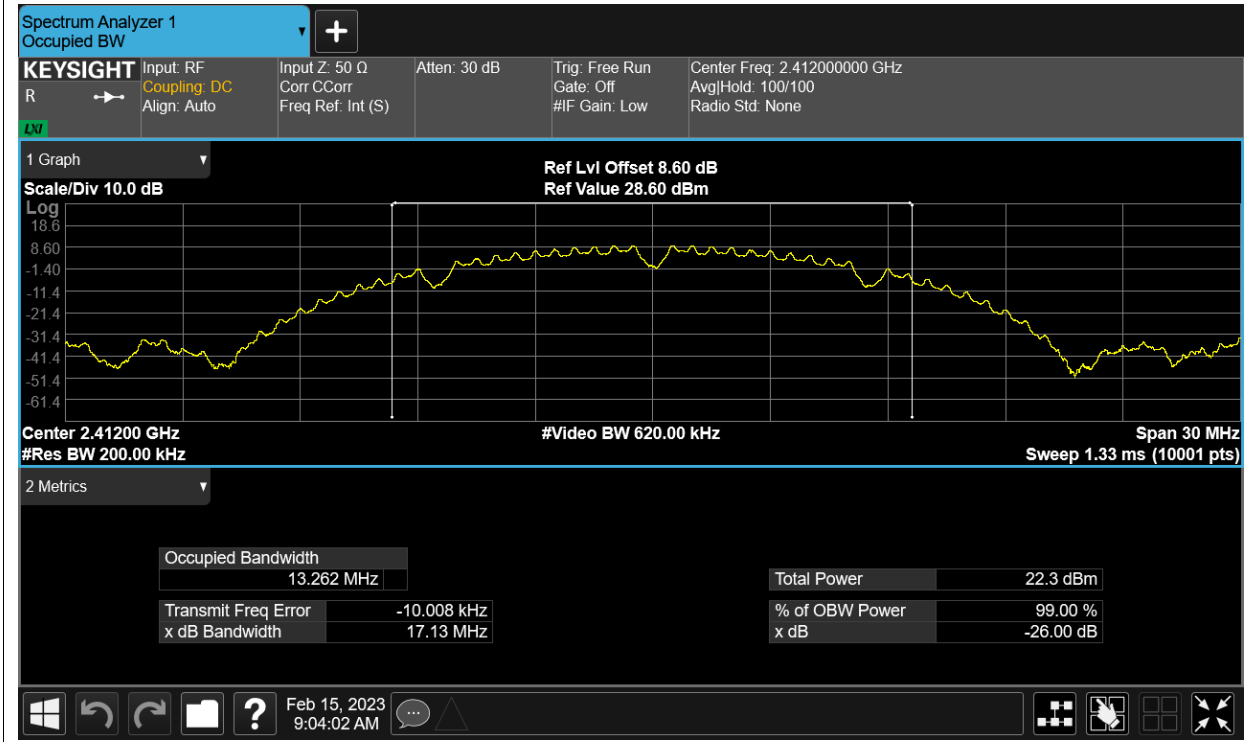 Spectrum Analyzer 1
Occupied BW
KEYSIGHT
R
LXI
Input: RF
Coupling: DC
Align: Auto
Input Z: 50 Ω
Corr CCorr
Freq Ref: Int (S)
Atten: 30 dB
Trig: Free Run
Gate: Off
#IF Gain: Low
Center Freq: 2.412000000 GHz
Avg|Hold: 100/100
Radio Std: None
1 Graph
Scale/Div 10.0 dB
Ref Lvl Offset 8.60 dB
Ref Value 28.60 dBm
Log
18.6
8.60
-1.40
-11.4
-21.4
-31.4
-41.4
-51.4
-61.4
Center 2.41200 GHz
#Res BW 200.00 kHz
#Video BW 620.00 kHz
Span 30 MHz
Sweep 1.33 ms (10001 pts)
2 Metrics
Occupied Bandwidth
13.262 MHz
Transmit Freq Error -10.008 kHz
x dB Bandwidth 17.13 MHz
Total Power 22.3 dBm
% of OBW Power 99.00 %
x dB -26.00 dB
?
Feb 15, 2023
9:04:02 AM